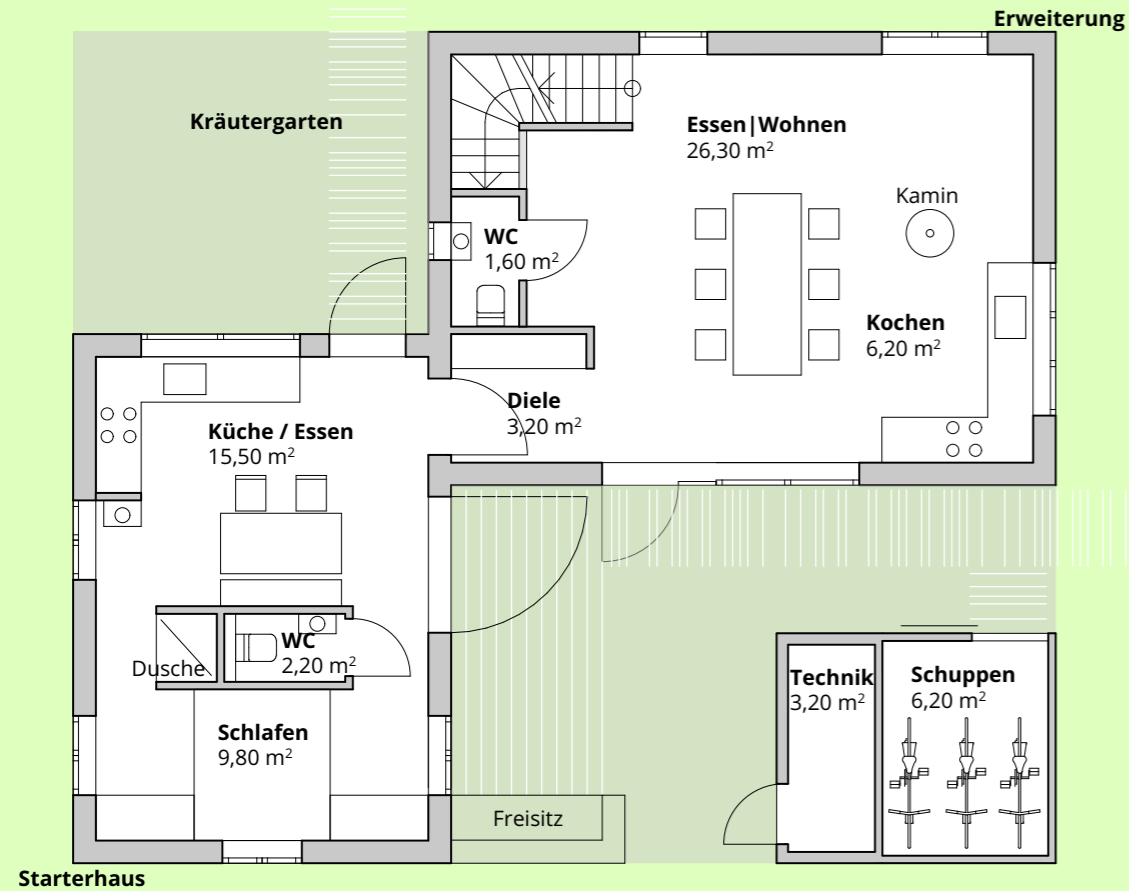 Erweiterung
Kräutergarten
Essen|Wohnen
26,30 m²
Kamin
WC
1,60 m²
Kochen
6,20 m²
Diele
3,20 m²
Küche / Essen
15,50 m²
WC
2,20 m²
Dusche
Technik
3,20 m²
Schuppen
6,20 m²
Schlafen
9,80 m²
Freisitz
Starterhaus